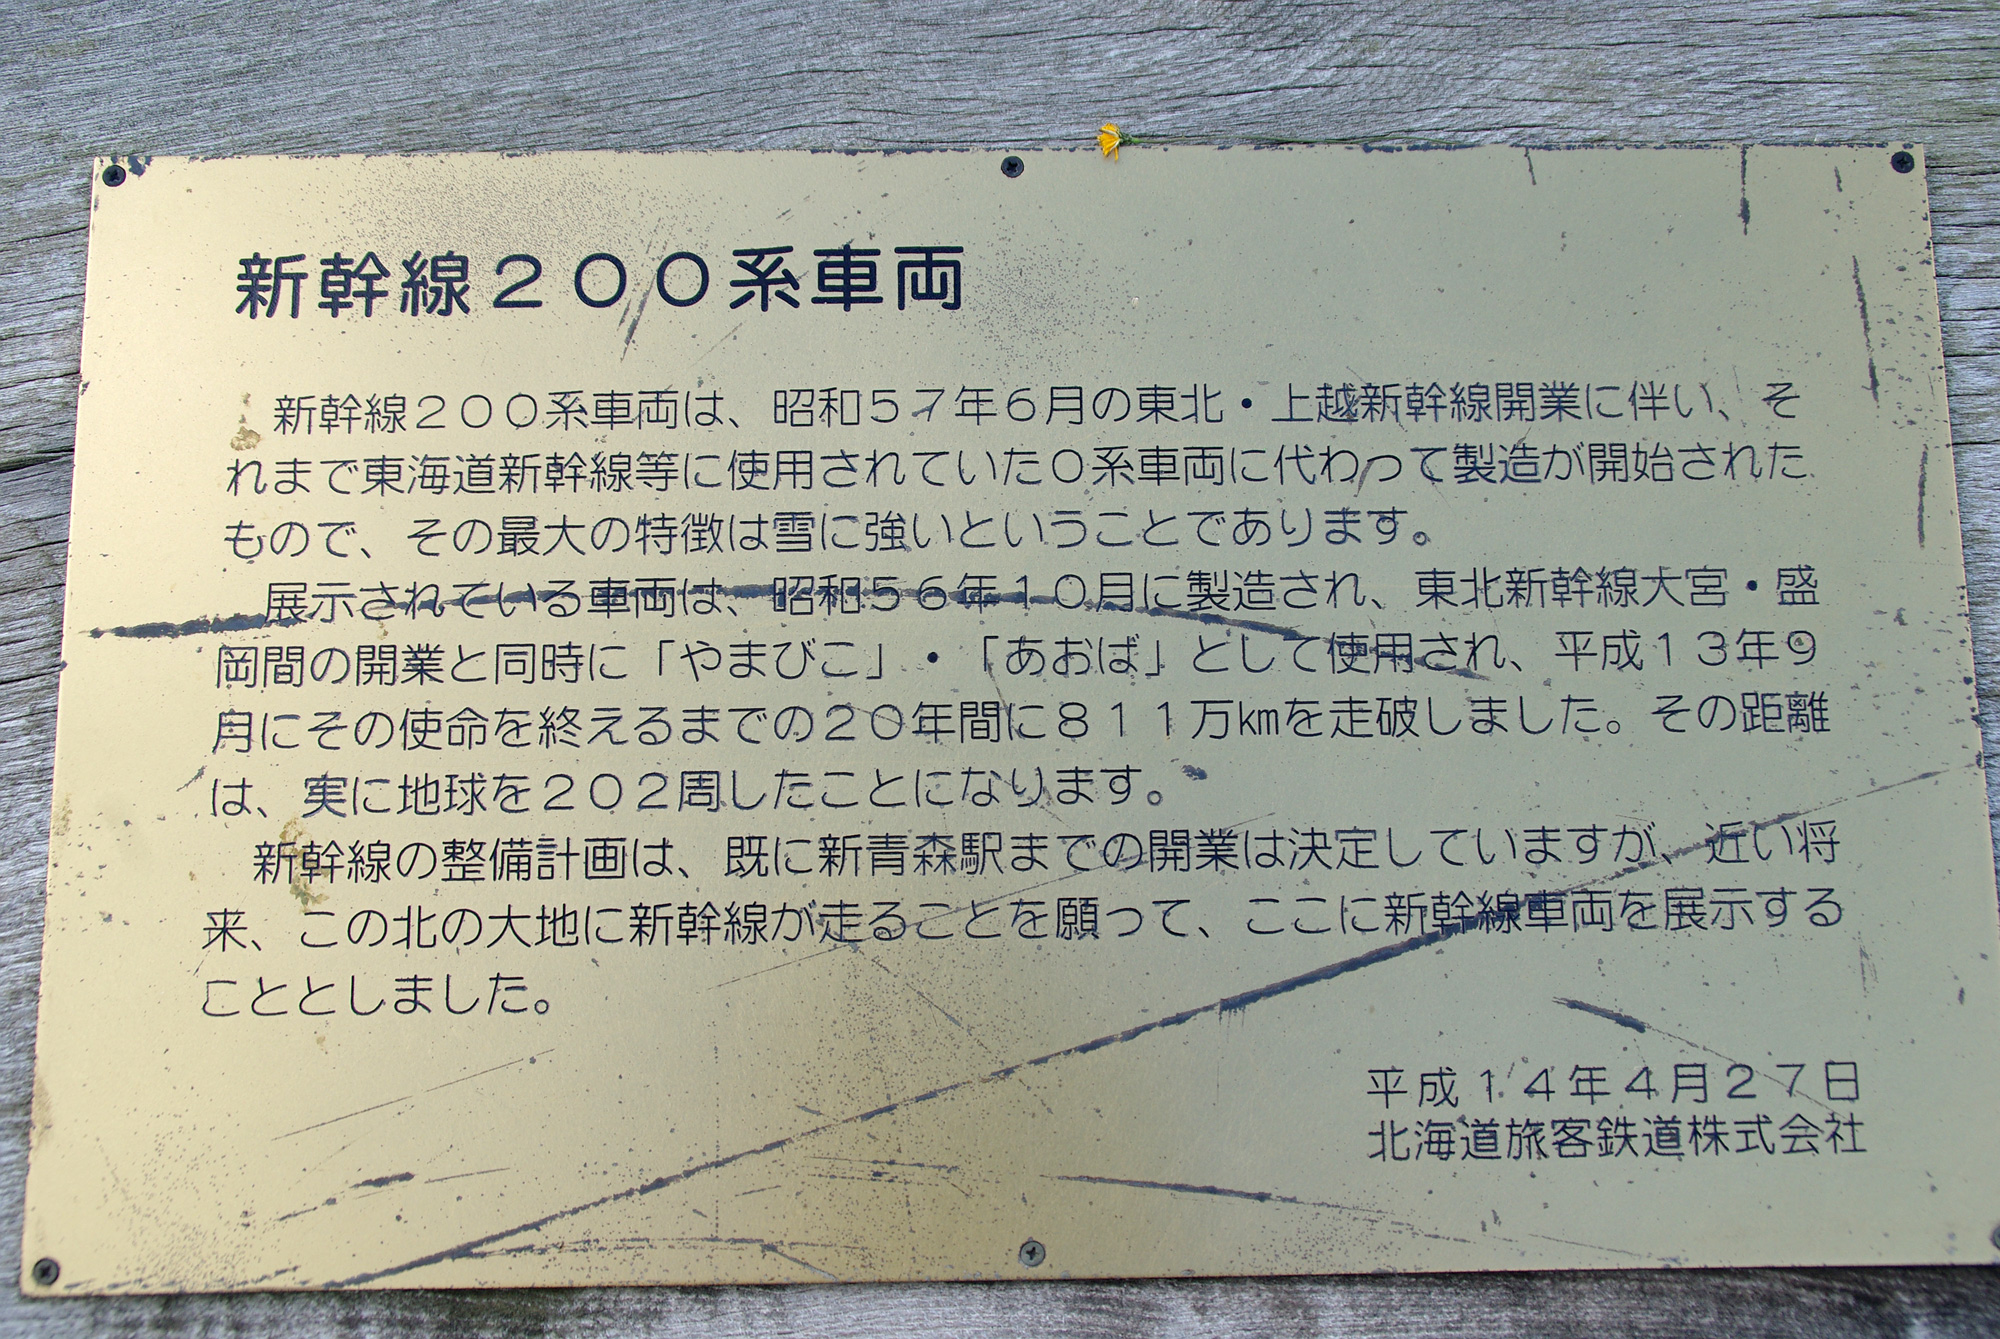 新幹線２００系車両
新幹線２００系車両は、昭和５７年６月の東北・上越新幹線開業に伴い、そ
れまで東海道新幹線等に使用されていた０系車両に代わって製造が開始された
もので、その最大の特徴は雪に強いということであります。
展示されている車両は、昭和５６年１０月に製造され、東北新幹線大宮・盛
岡間の開業と同時に「やまびこ」・「あおば」として使用され、平成１３年９
月にその使命を終えるまでの２０年間に８１１万㎞を走破しました。その距離
は、実に地球を２０２周したことになります。
新幹線の整備計画は、既に新青森駅までの開業は決定していますが、近い将
来、この北の大地に新幹線が走ることを願って、ここに新幹線車両を展示する
こととしました。
平成１４年４月２７日
北海道旅客鉄道株式会社